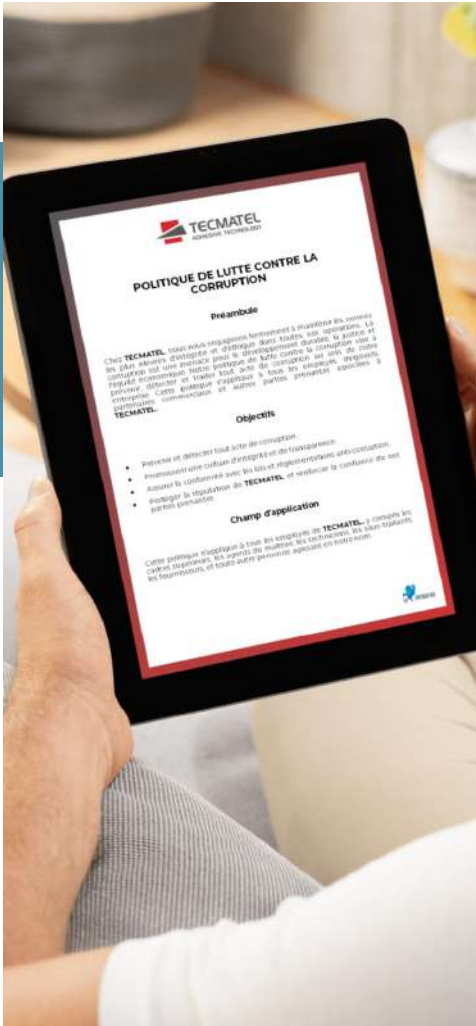 TECMATEL
ADHESIVE TECHNOLOGY
POLITIQUE DE LUTTE CONTRE LA
CORRUPTION
Préambule
Chez TECMATEL, nous nous engageons fermement à maintenir les normes
les plus élevées d'intégrité et d'éthique dans toutes nos opérations. La
corruption est une menace pour le développement durable, la justice et
l'équité économique. Notre politique de lutte contre la corruption vise à
prévenir, détecter et traiter tout acte de corruption au sein de notre
entreprise. Cette politique s'applique à tous les employés, dirigeants,
partenaires commerciaux et autres parties prenantes associées à
TECMATEL.
Objectifs
• Prévenir et détecter tout acte de corruption.
• Promouvoir une culture d'intégrité et de transparence.
• Assurer la conformité avec les lois et réglementations anti-corruption.
• Protéger la réputation de TECMATEL et renforcer la confiance de ses
parties prenantes.
Champ d'application
Cette politique s'applique à tous les employés de TECMATEL, y compris les
cadres supérieurs, les agents de maîtrise, les techniciens, les sous-traitants,
les fournisseurs, et toute autre personne agissant en notre nom.